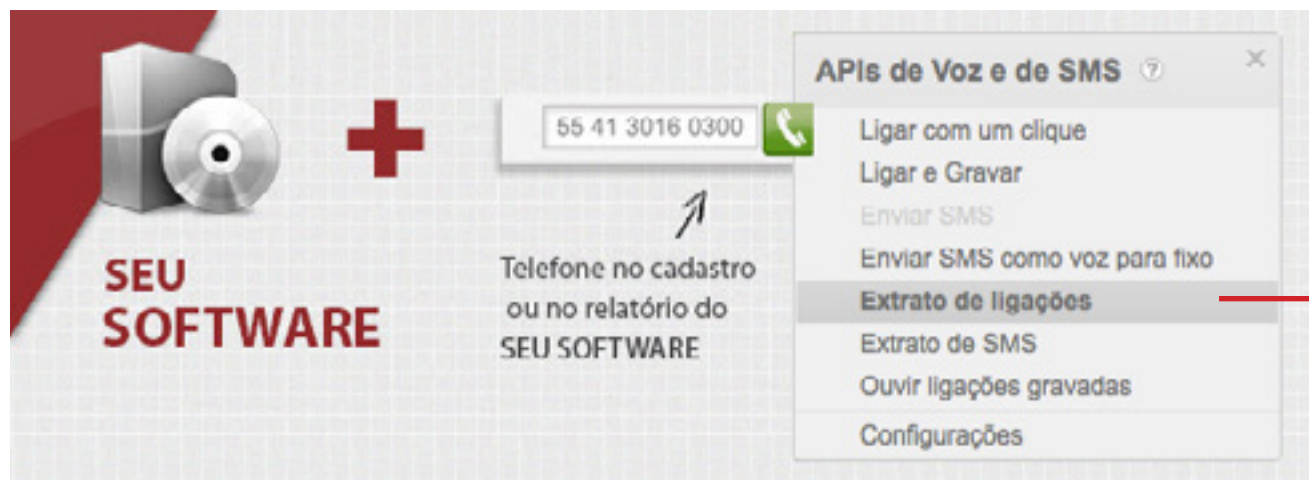 SEU
SOFTWARE
55 41 3016 0300
Telefone no cadastro
ou no relatório do
SEU SOFTWARE
APIs de Voz e de SMS ?
Ligar com um clique
Ligar e Gravar
Enviar SMS
Enviar SMS como voz para fixo
Extrato de ligações
Extrato de SMS
Ouvir ligações gravadas
Configurações